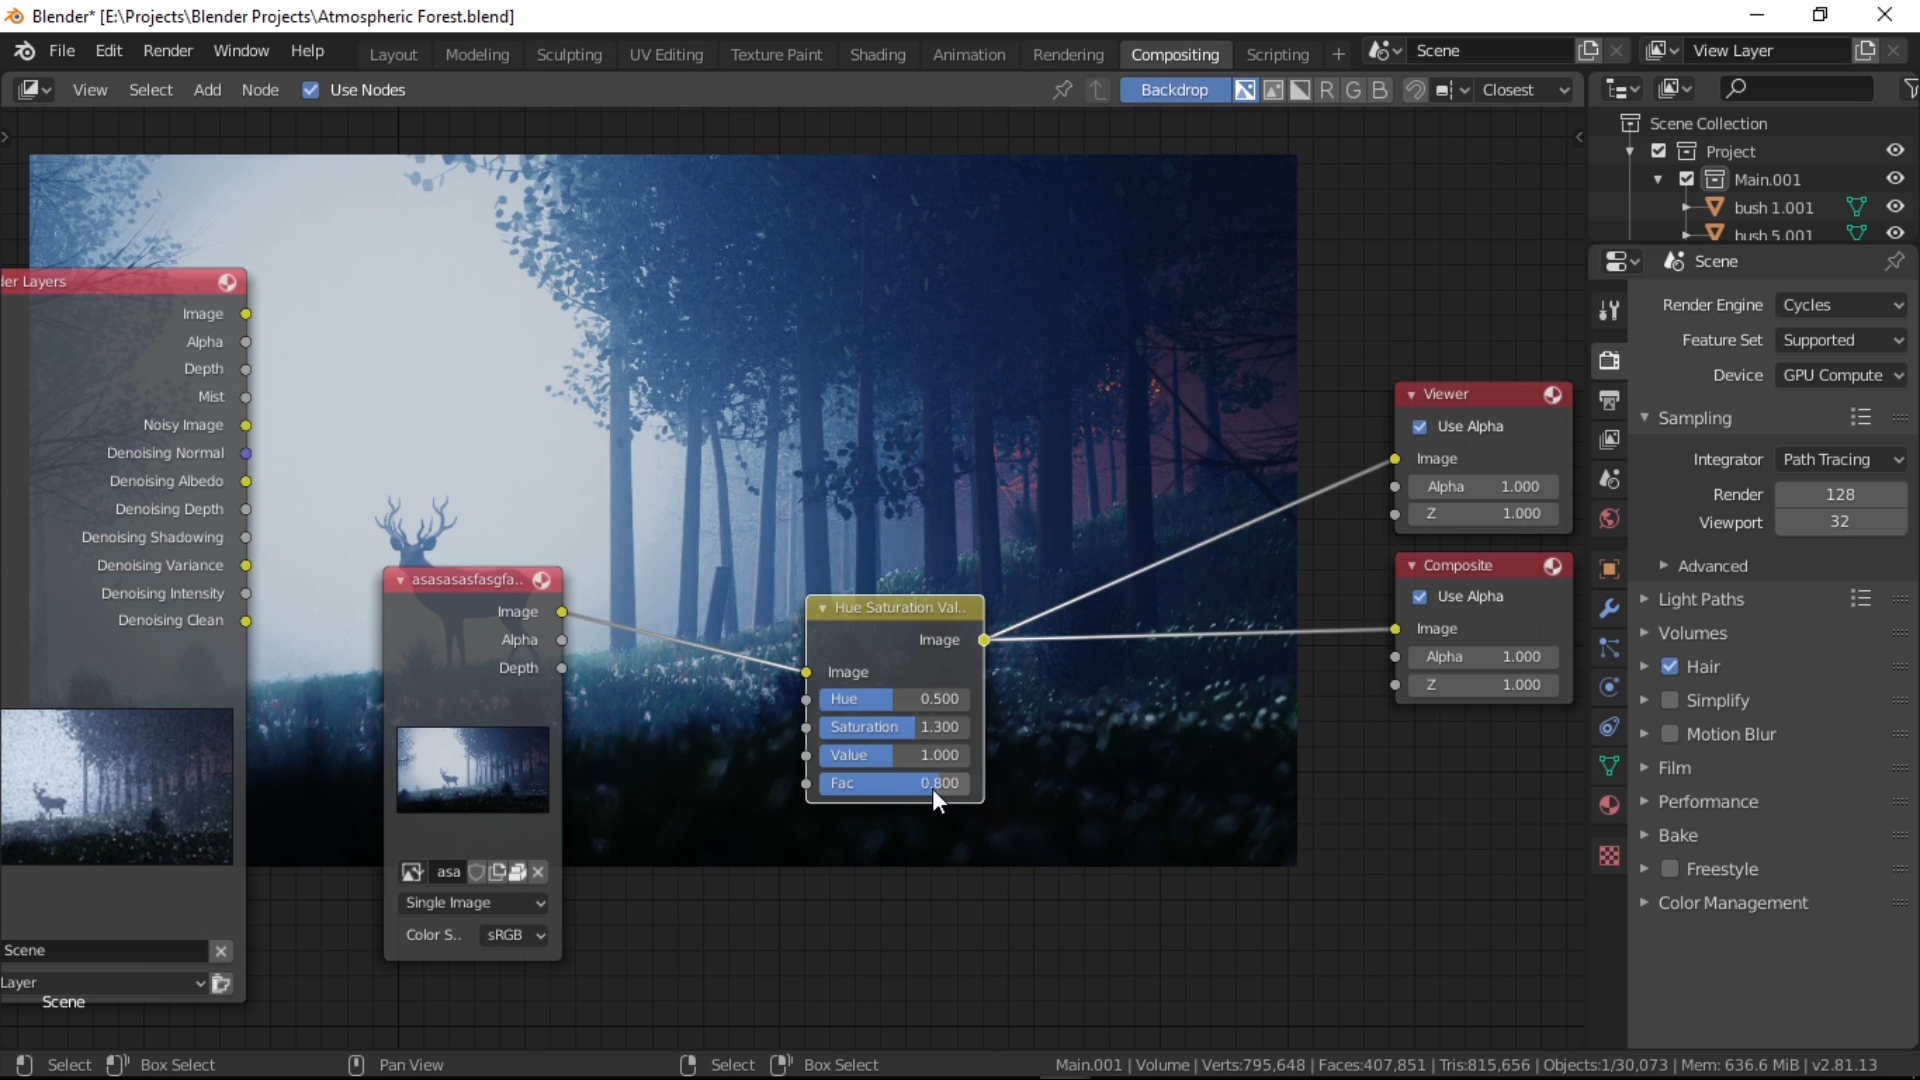 Blender* [E:\Projects\Blender Projects\Atmospheric Forest.blend]
File Edit Render Window Help Layout Modeling Sculpting UV Editing Texture Paint Shading Animation Rendering Compositing Scripting + Scene View Layer
View Select Add Node Use Nodes Backdrop R G B Closest
Scene Collection
Project
Main.001
bush 1.001
bush 5.001
der Layers
Image
Alpha
Depth
Mist
Noisy Image
Denoising Normal
Denoising Albedo
Denoising Depth
Denoising Shadowing
Denoising Variance
Denoising Intensity
Denoising Clean
Scene
Layer
Scene
asasasasfasgfa..
Image
Alpha
Depth
asa
Single Image
Color S.. sRGB
Hue Saturation Val..
Image
Image
Hue 0.500
Saturation 1.300
Value 1.000
Fac 0.800
Viewer
Use Alpha
Image
Alpha 1.000
Z 1.000
Composite
Use Alpha
Image
Alpha 1.000
Z 1.000
Scene
Render Engine Cycles
Feature Set Supported
Device GPU Compute
Sampling
Integrator Path Tracing
Render 128
Viewport 32
Advanced
Light Paths
Volumes
Hair
Simplify
Motion Blur
Film
Performance
Bake
Freestyle
Color Management
Select Box Select Pan View Select Box Select Main.001 | Volume | Verts:795,648 | Faces:407,851 | Tris:815,656 | Objects:1/30,073 | Mem: 636.6 MiB | v2.81.13